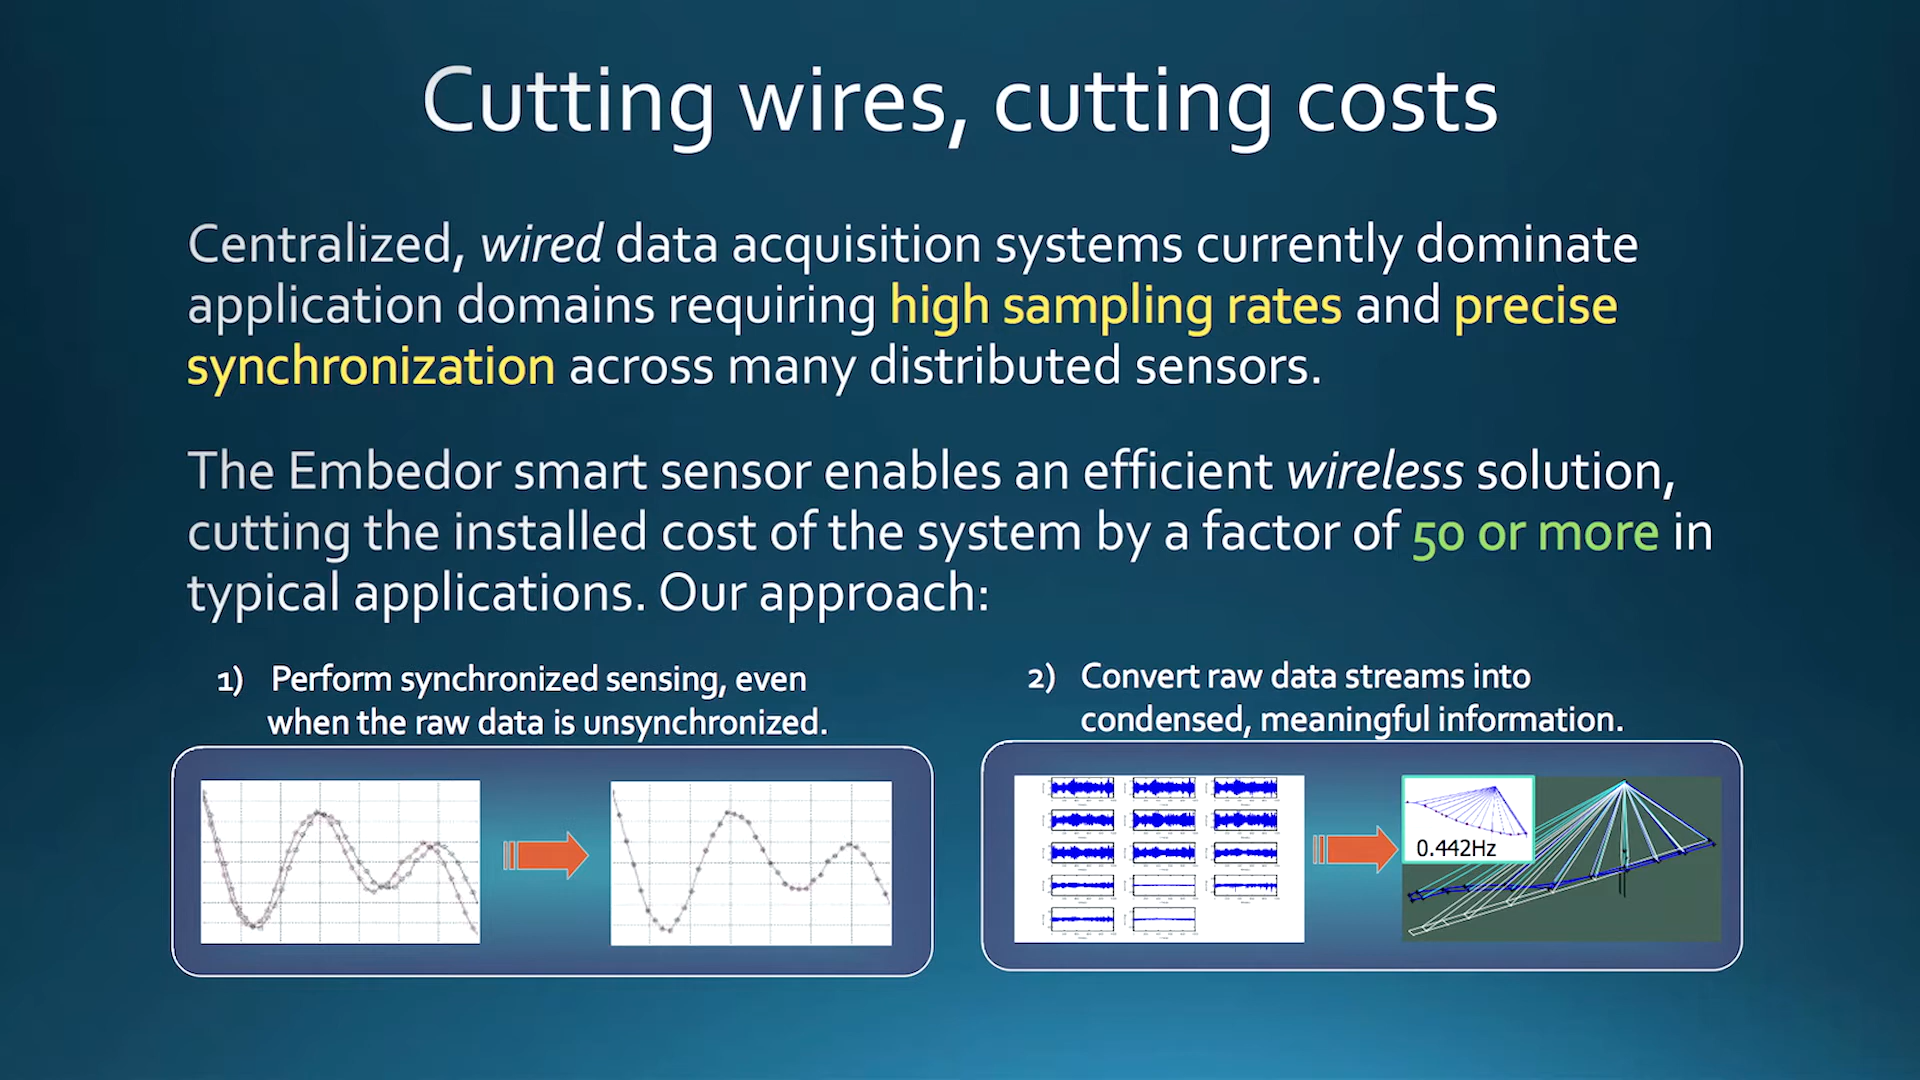 Cutting wires, cutting costs
Centralized, wired data acquisition systems currently dominate
application domains requiring high sampling rates and precise
synchronization across many distributed sensors.
The Embedor smart sensor enables an efficient wireless solution,
cutting the installed cost of the system by a factor of 50 or more in
typical applications. Our approach:
1) Perform synchronized sensing, even
when the raw data is unsynchronized.
2) Convert raw data streams into
condensed, meaningful information.
0.442Hz